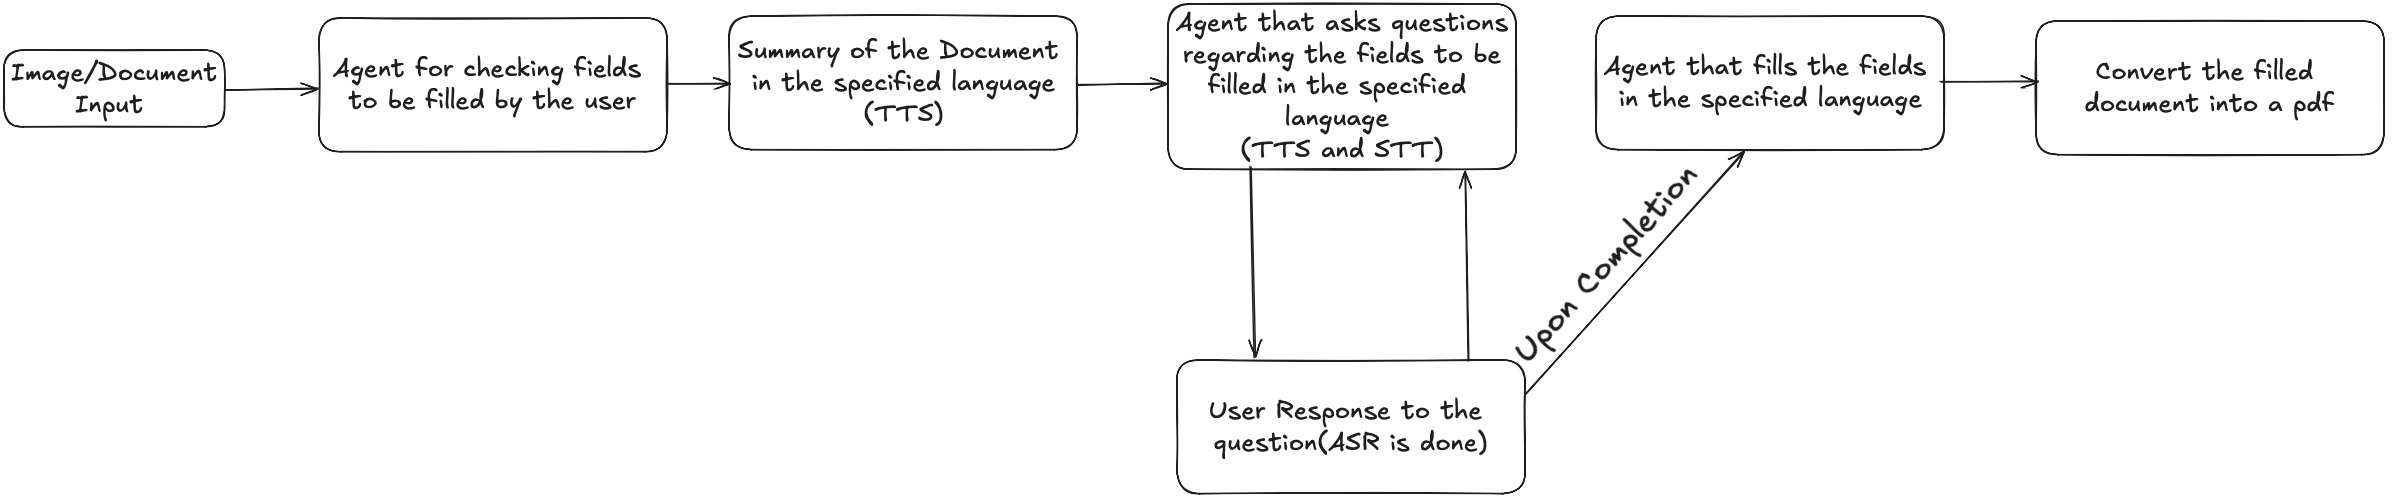 Image/Document
Input
Agent for checking fields
to be filled by the user
Summary of the Document
in the specified language
(TTS)
Agent that asks questions
regarding the fields to be
filled in the specified
language
(TTS and STT)
User Response to the
question(ASR is done)
Upon Completion
Agent that fills the fields
in the specified language
Convert the filled
document into a pdf